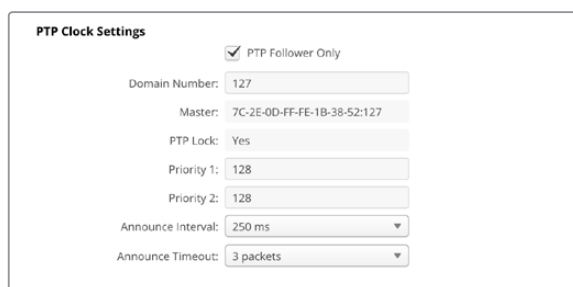 PTP Clock Settings
PTP Follower Only
Domain Number: 127
Master: 7C-2E-0D-FF-FE-1B-38-52:127
PTP Lock: Yes
Priority 1: 128
Priority 2: 128
Announce Interval: 250 ms
Announce Timeout: 3 packets